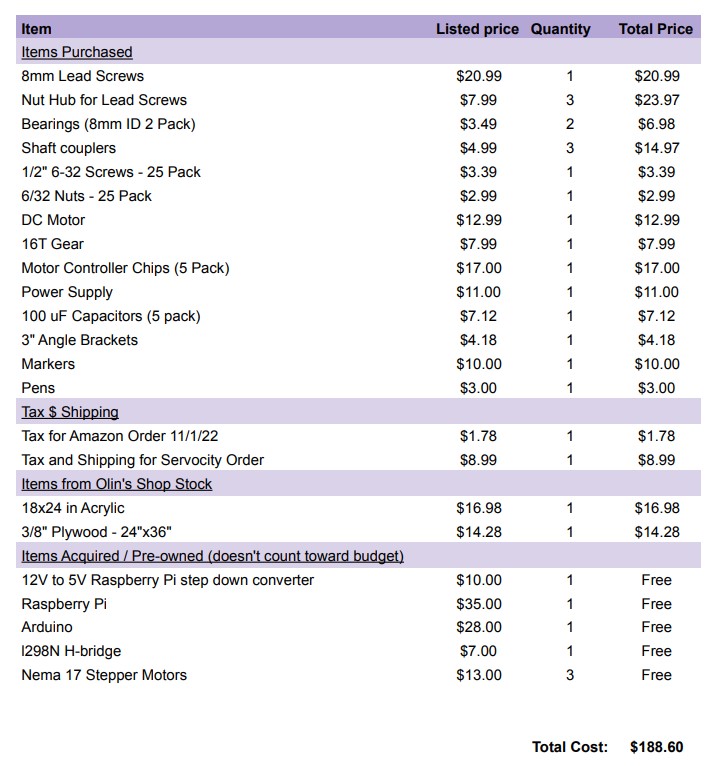 Item Listed price Quantity Total Price
Items Purchased
8mm Lead Screws $20.99 1 $20.99
Nut Hub for Lead Screws $7.99 3 $23.97
Bearings (8mm ID 2 Pack) $3.49 2 $6.98
Shaft couplers $4.99 3 $14.97
1/2" 6-32 Screws - 25 Pack $3.39 1 $3.39
6/32 Nuts - 25 Pack $2.99 1 $2.99
DC Motor $12.99 1 $12.99
16T Gear $7.99 1 $7.99
Motor Controller Chips (5 Pack) $17.00 1 $17.00
Power Supply $11.00 1 $11.00
100 uF Capacitors (5 pack) $7.12 1 $7.12
3" Angle Brackets $4.18 1 $4.18
Markers $10.00 1 $10.00
Pens $3.00 1 $3.00
Tax $ Shipping
Tax for Amazon Order 11/1/22 $1.78 1 $1.78
Tax and Shipping for Servocity Order $8.99 1 $8.99
Items from Olin's Shop Stock
18x24 in Acrylic $16.98 1 $16.98
3/8" Plywood - 24"x36" $14.28 1 $14.28
Items Acquired / Pre-owned (doesn't count toward budget)
12V to 5V Raspberry Pi step down converter $10.00 1 Free
Raspberry Pi $35.00 1 Free
Arduino $28.00 1 Free
l298N H-bridge $7.00 1 Free
Nema 17 Stepper Motors $13.00 3 Free
Total Cost: $188.60